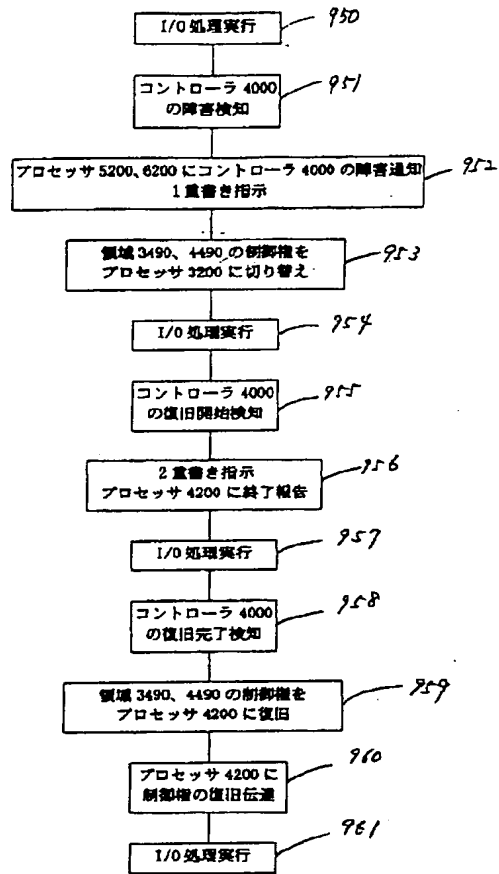 I/O 処理実行
950
コントローラ 4000
の障害検知
951
プロセッサ 5200、6200 にコントローラ 4000 の障害通知
1重書き指示
952
領域 3490、4490 の制御権を
プロセッサ 3200 に切り替え
953
I/O 処理実行
954
コントローラ 4000
の復旧開始検知
955
2重書き指示
プロセッサ 4200 に終了報告
956
I/O 処理実行
957
コントローラ 4000
の復旧完了検知
958
領域 3490、4490 の制御権を
プロセッサ 4200 に復旧
959
プロセッサ 4200 に
制御権の復旧伝達
960
I/O 処理実行
961